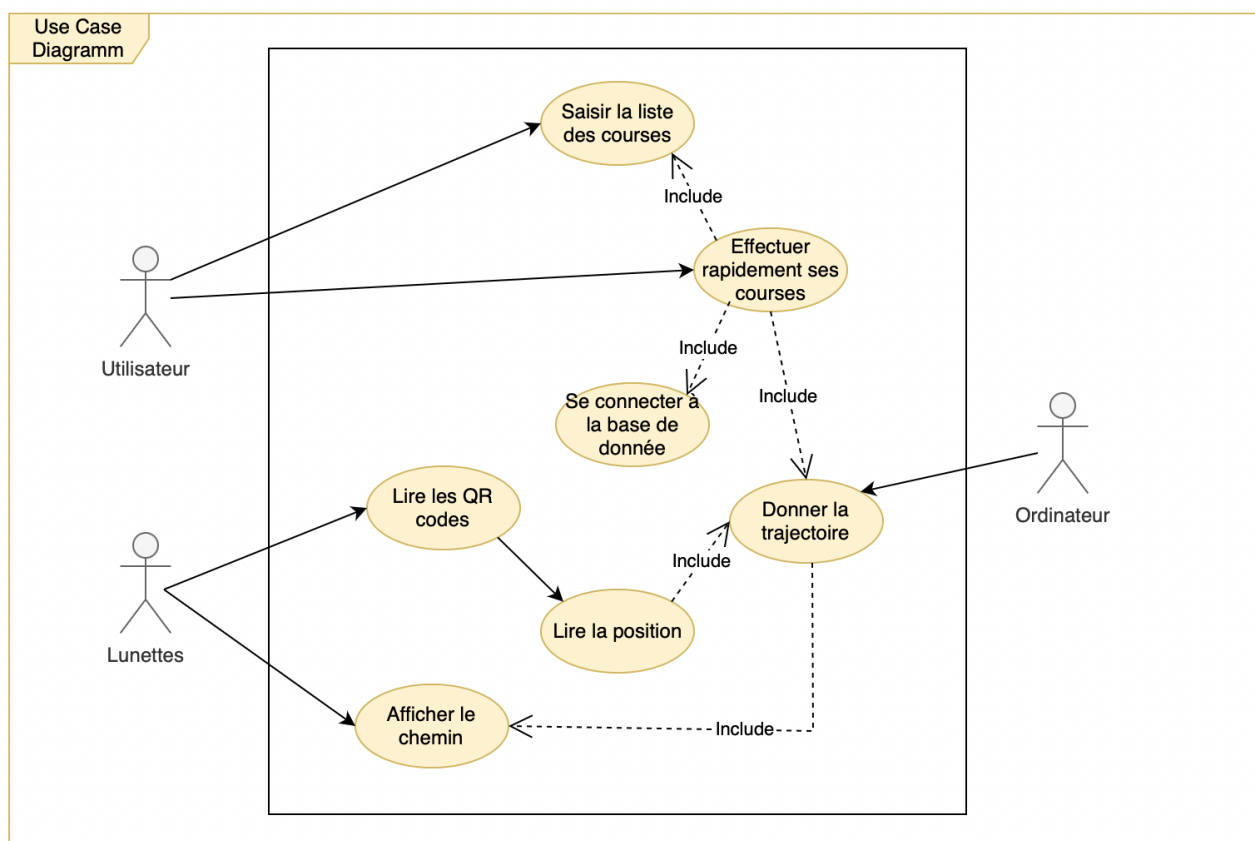 Use Case
Diagramm
Saisir la liste
des courses
Include
Effectuer
rapidement ses
courses
Utilisateur
Include
Include
Se connecter à
la base de
donnée
Lire les QR
codes
Donner la
trajectoire
Ordinateur
Include
Lire la position
Lunettes
Afficher le
chemin
Include